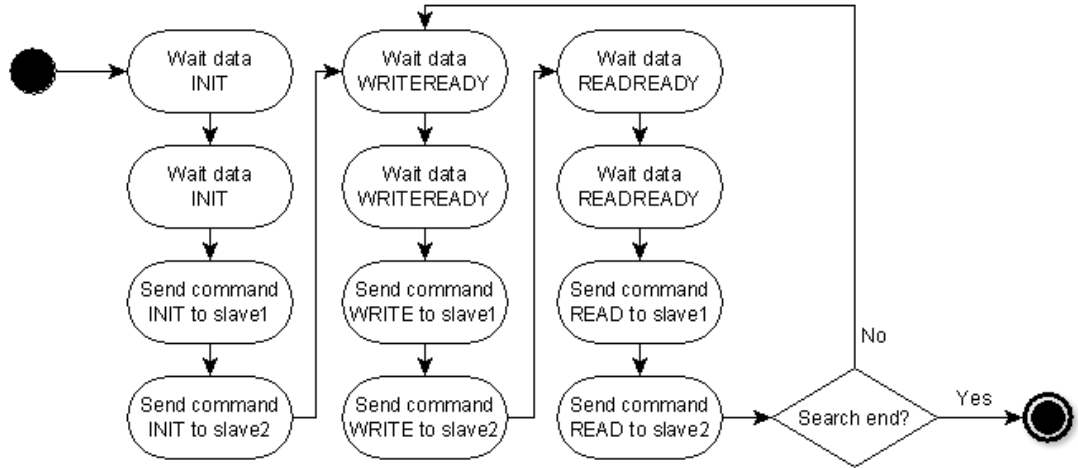 Wait data
INIT
Wait data
INIT
Send command
INIT to slave1
Send command
INIT to slave2
Wait data
WRITEREADY
Wait data
WRITEREADY
Send command
WRITE to slave1
Send command
WRITE to slave2
Wait data
READREADY
Wait data
READREADY
Send command
READ to slave1
Send command
READ to slave2
Search end?
No
Yes